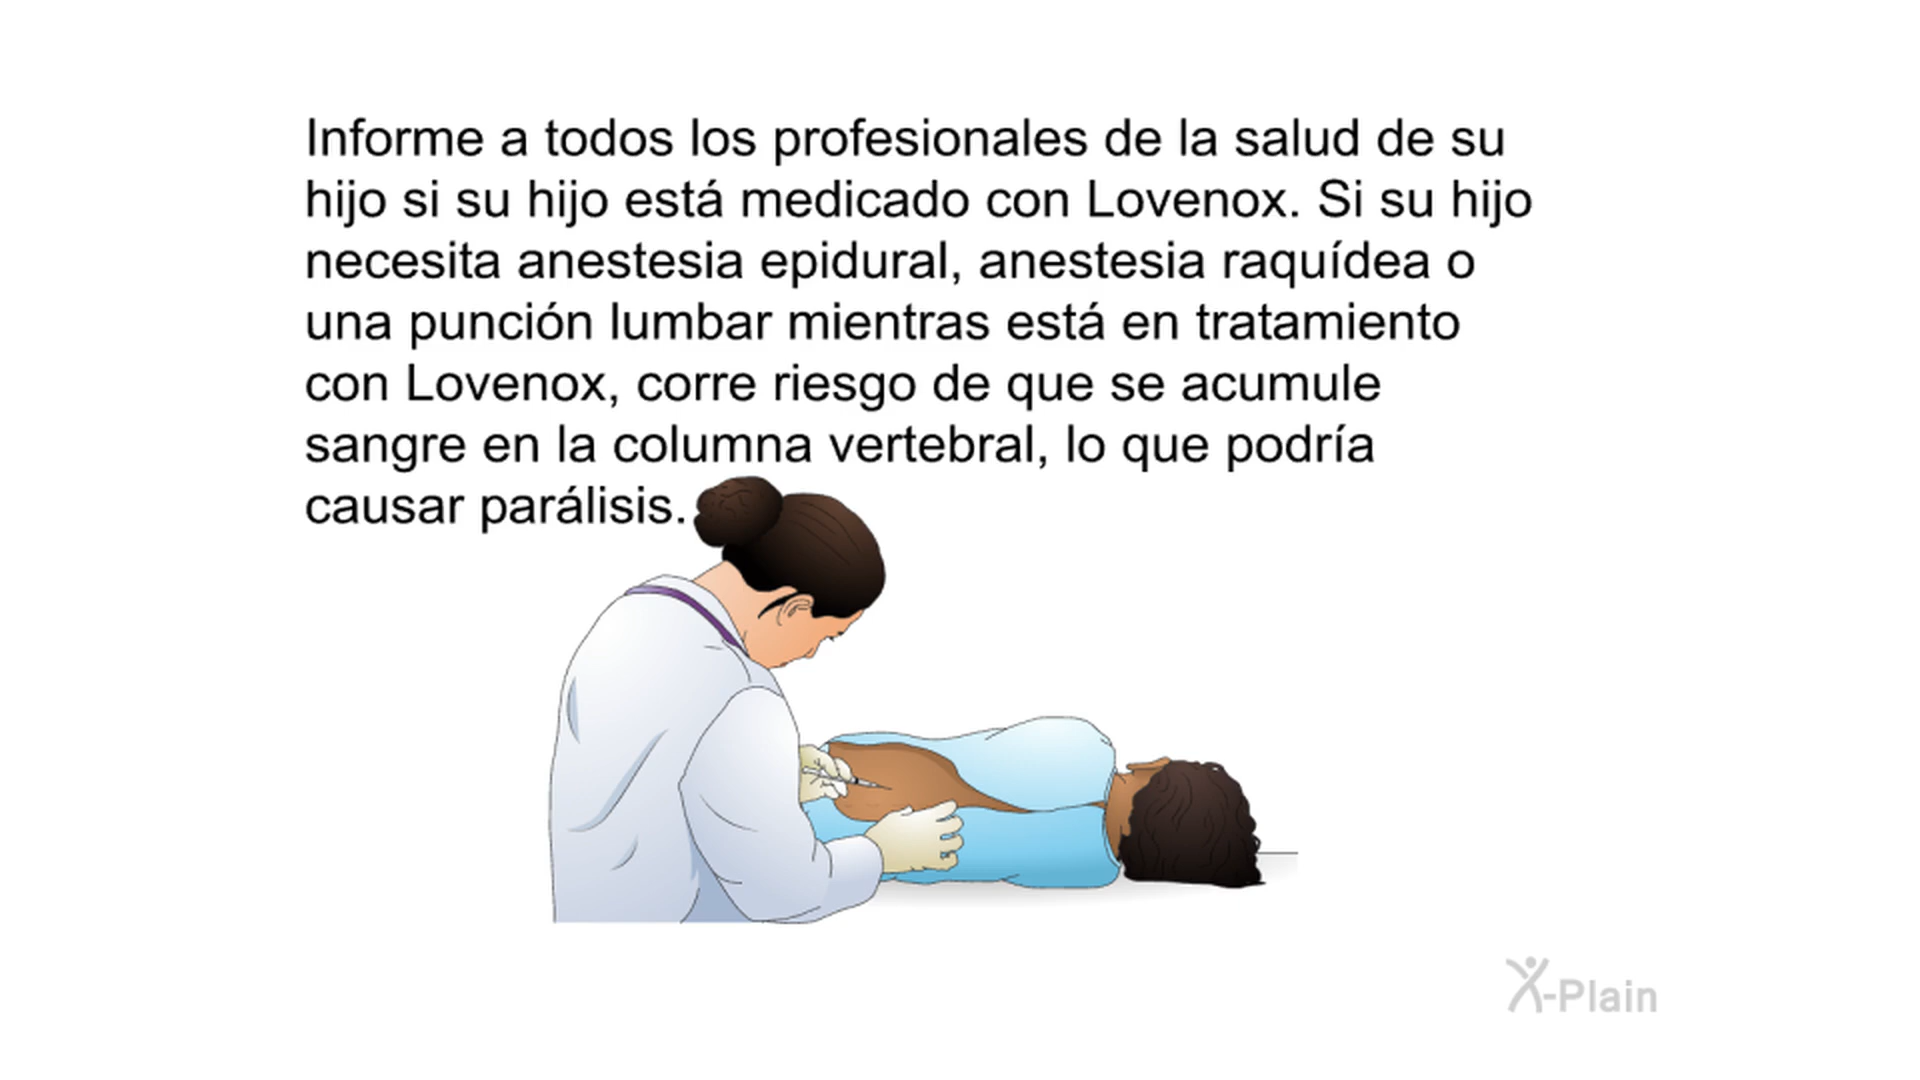 Informe a todos los profesionales de la salud de su
hijo si su hijo está medicado con Lovenox. Si su hijo
necesita anestesia epidural, anestesia raquídea o
una punción lumbar mientras está en tratamiento
con Lovenox, corre riesgo de que se acumule
sangre en la columna vertebral, lo que podría
causar parálisis.
X-Plain